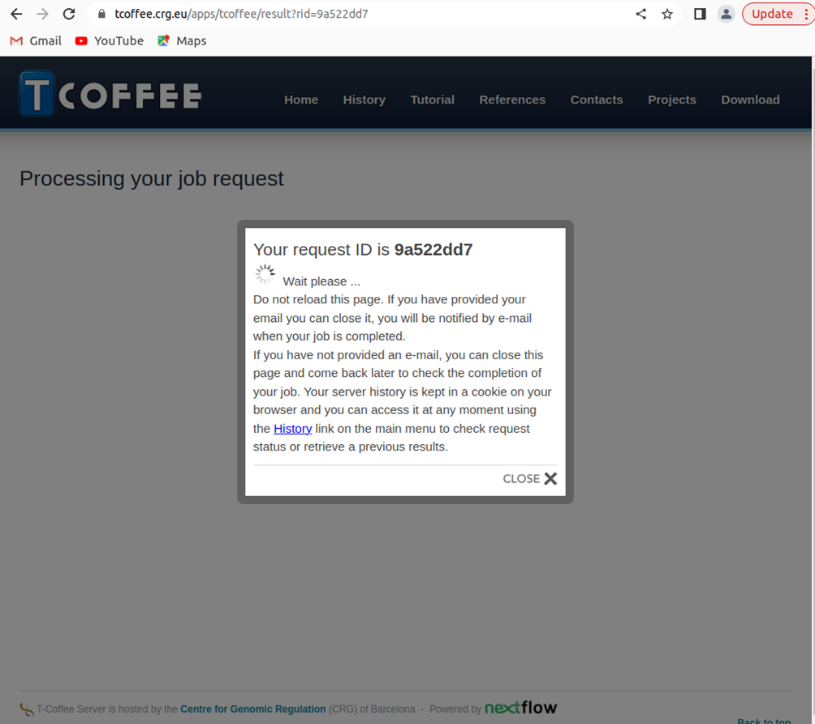 tcoffee.crg.eu/apps/tcoffee/result?rid=9a522dd7
Update
Gmail YouTube Maps
T COFFEE
Home History Tutorial References Contacts Projects Download
Processing your job request
Your request ID is 9a522dd7
Wait please ...
Do not reload this page. If you have provided your
email you can close it, you will be notified by e-mail
when your job is completed.
If you have not provided an e-mail, you can close this
page and come back later to check the completion of
your job. Your server history is kept in a cookie on your
browser and you can access it at any moment using
the History link on the main menu to check request
status or retrieve a previous results.
CLOSE
T-Coffee Server is hosted by the Centre for Genomic Regulation (CRG) of Barcelona - Powered by nextflow
Back to top